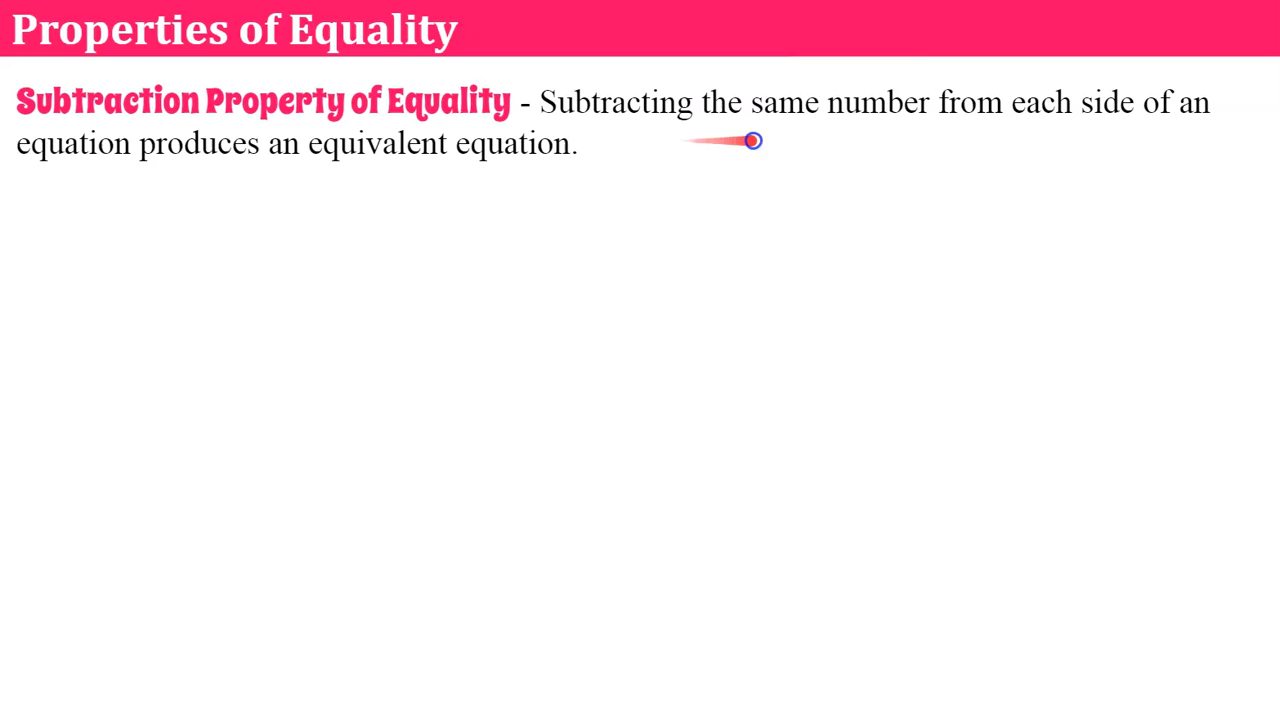 Properties of Equality
Subtraction Property of Equality - Subtracting the same number from each side of an
equation produces an equivalent equation.